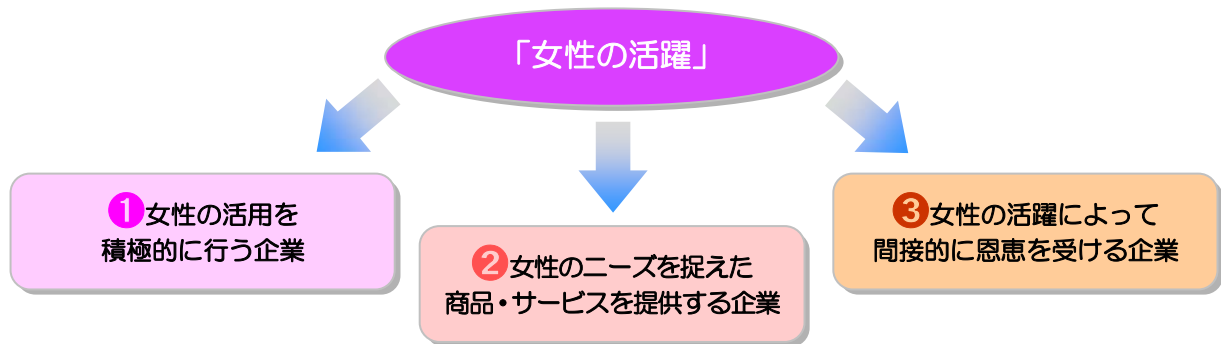 「女性の活躍」
❶女性の活用を
積極的に行う企業
❷女性のニーズを捉えた
商品・サービスを提供する企業
❸女性の活躍によって
間接的に恩恵を受ける企業